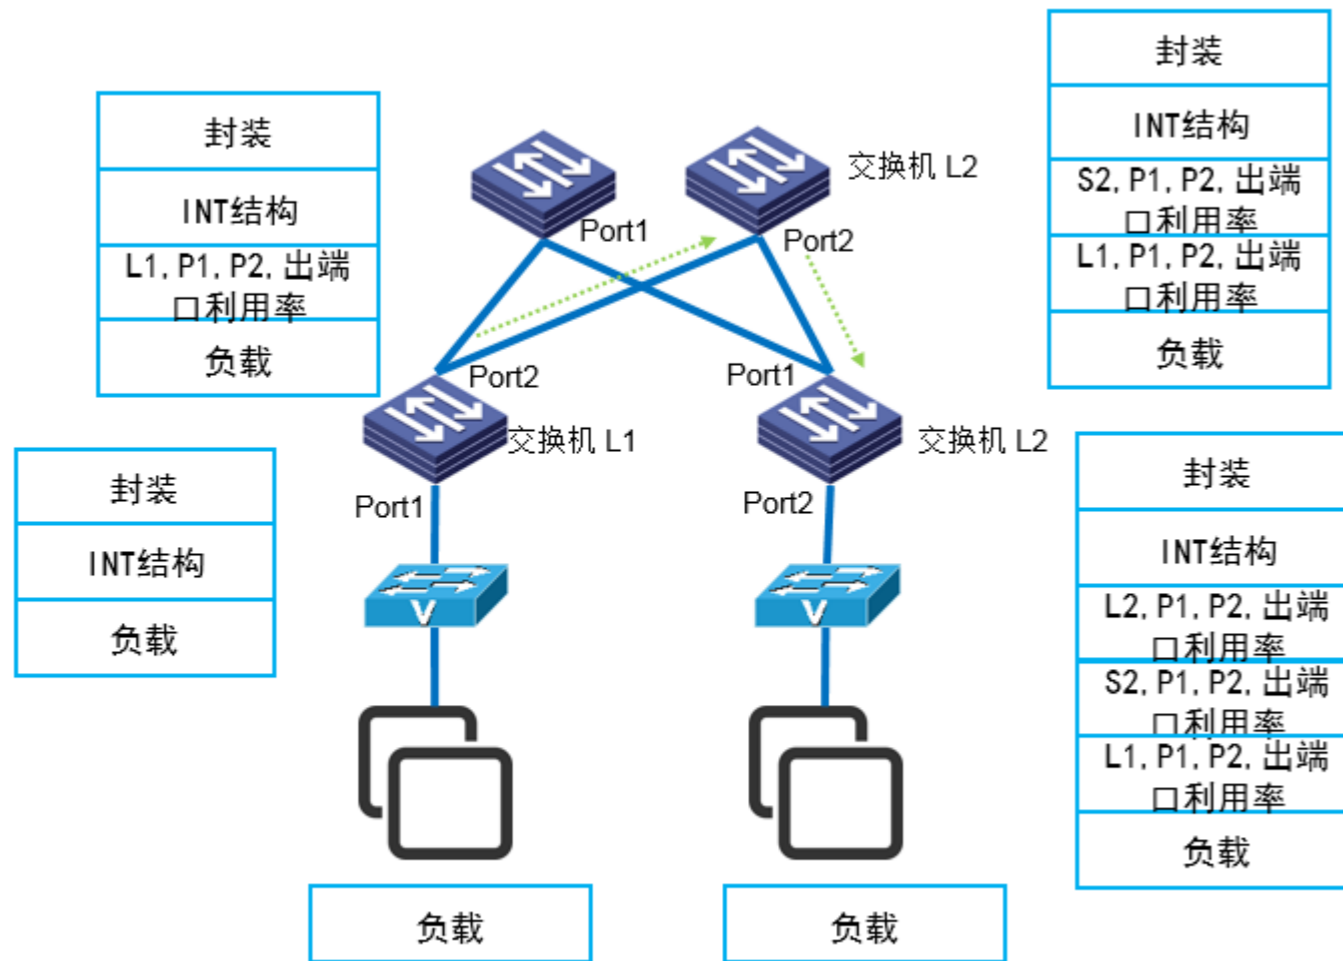 封装
INT结构
L1, P1, P2, 出端
口利用率
负载
封装
INT结构
负载
交换机 L2
Port1
Port2
Port2
Port1
交换机 L1
交换机 L2
Port1
Port2
V
V
负载
负载
封装
INT结构
S2, P1, P2, 出端
口利用率
L1, P1, P2, 出端
口利用率
负载
封装
INT结构
L2, P1, P2, 出端
口利用率
S2, P1, P2, 出端
口利用率
L1, P1, P2, 出端
口利用率
负载